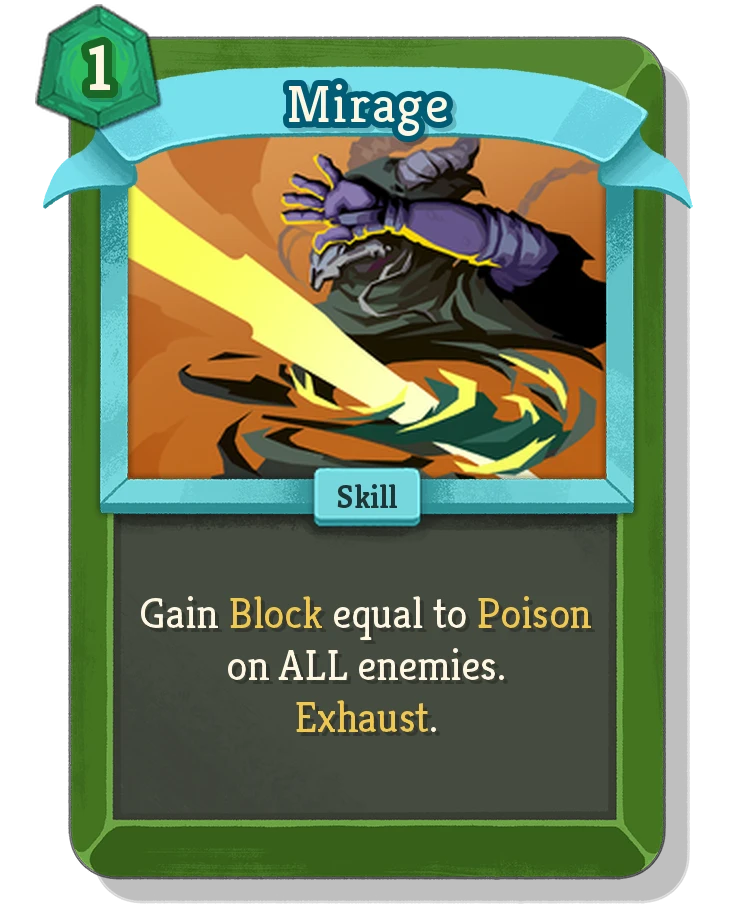 1
Mirage
Skill
Gain Block equal to Poison
on ALL enemies.
Exhaust.